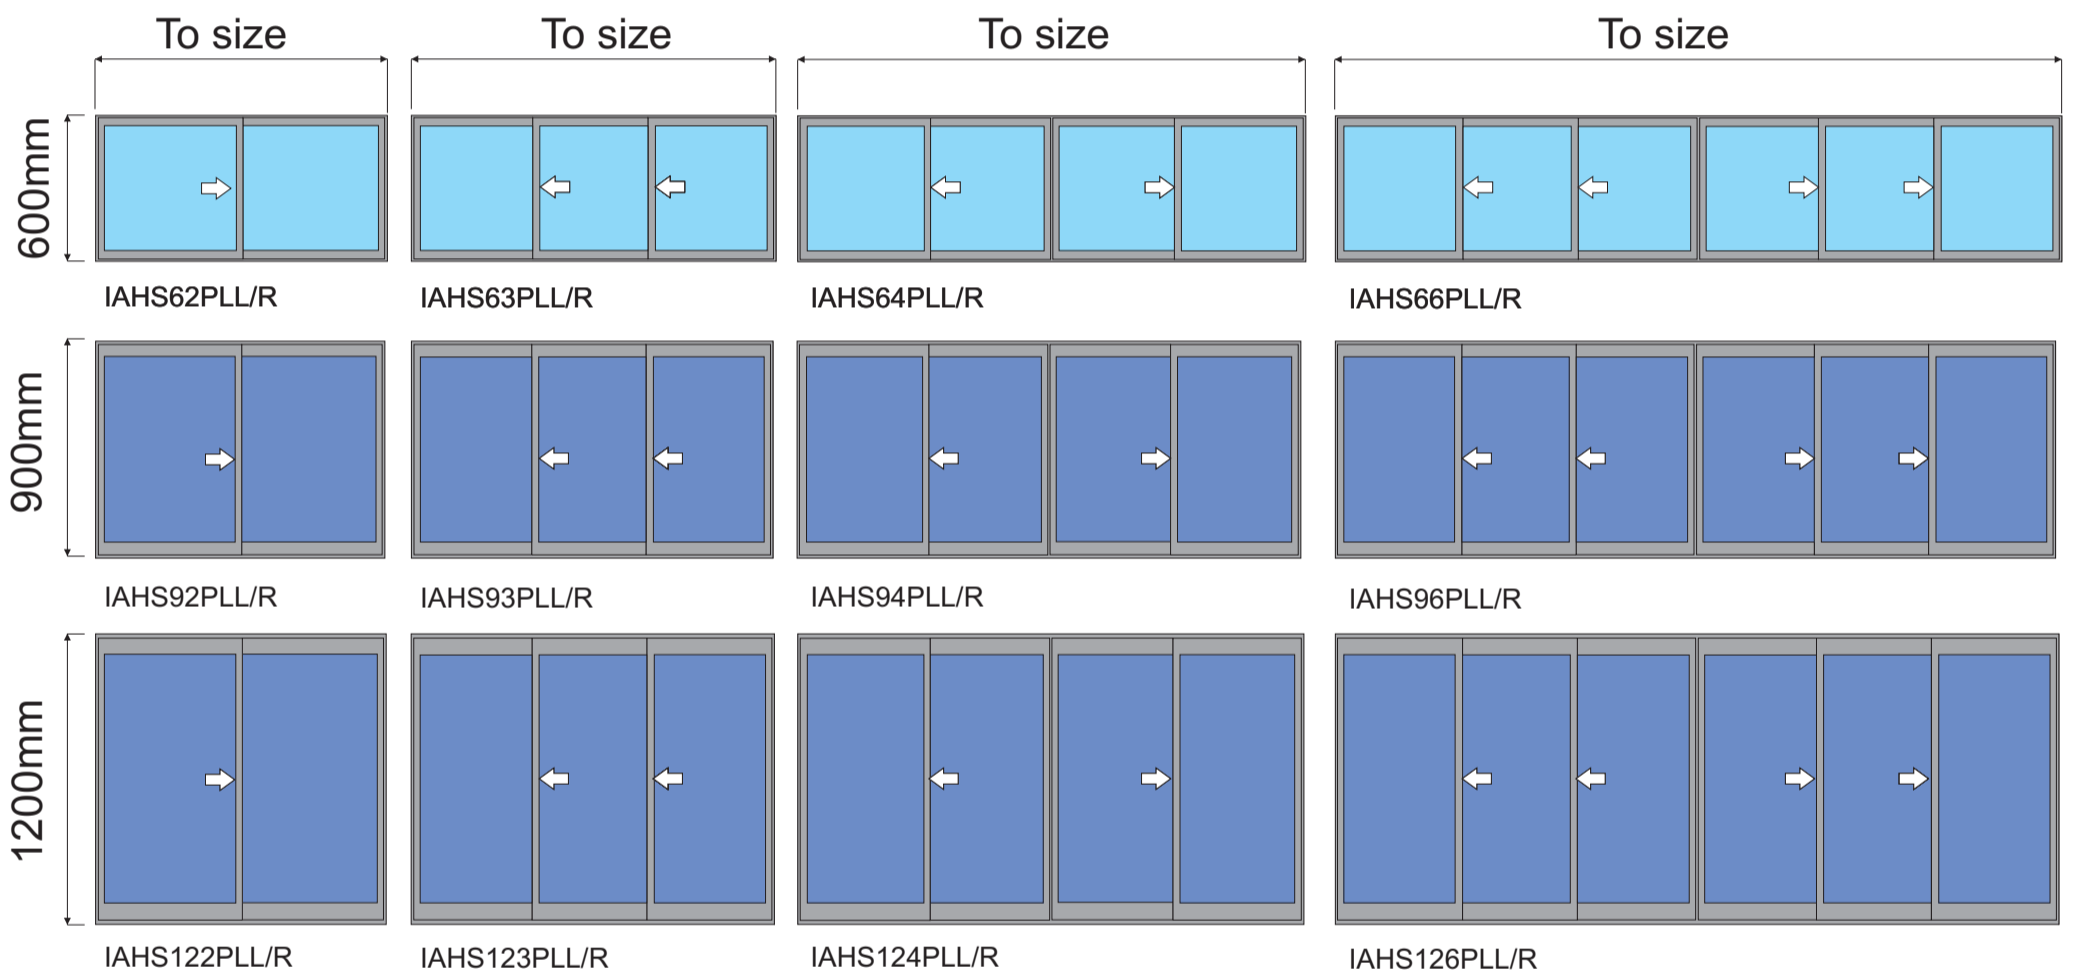 To size
To size
To size
To size
600mm
IAHS62PLL/R
IAHS63PLL/R
IAHS64PLL/R
IAHS66PLL/R
900mm
IAHS92PLL/R
IAHS93PLL/R
IAHS94PLL/R
IAHS96PLL/R
1200mm
IAHS122PLL/R
IAHS123PLL/R
IAHS124PLL/R
IAHS126PLL/R